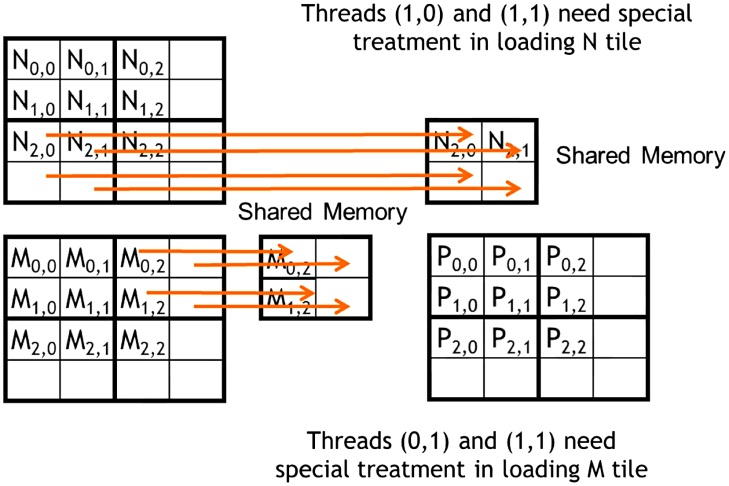 Threads (1,0) and (1,1) need special
treatment in loading N tile
N0,0 N0,1 N0,2
N1,0 N1,1 N1,2
N2,0 N2,1 N2,2
N2,0 N2,1
Shared Memory
Shared Memory
M0,0 M0,1 M0,2
M1,0 M1,1 M1,2
M2,0 M2,1 M2,2
M0,2
M1,2
P0,0 P0,1 P0,2
P1,0 P1,1 P1,2
P2,0 P2,1 P2,2
Threads (0,1) and (1,1) need
special treatment in loading M tile